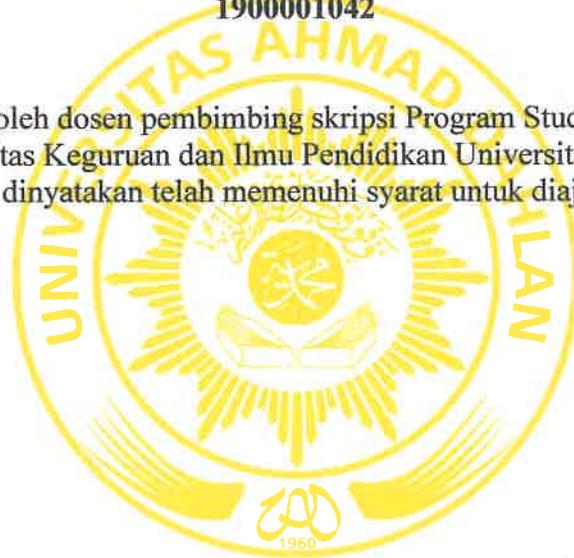 1900001042
UNIVERSITAS AHMAD DAHLAN
oleh dosen pembimbing skripsi Program Stud
tas Keguruan dan Ilmu Pendidikan Universit
dinyatakan telah memenuhi syarat untuk diaj
محمد
1960